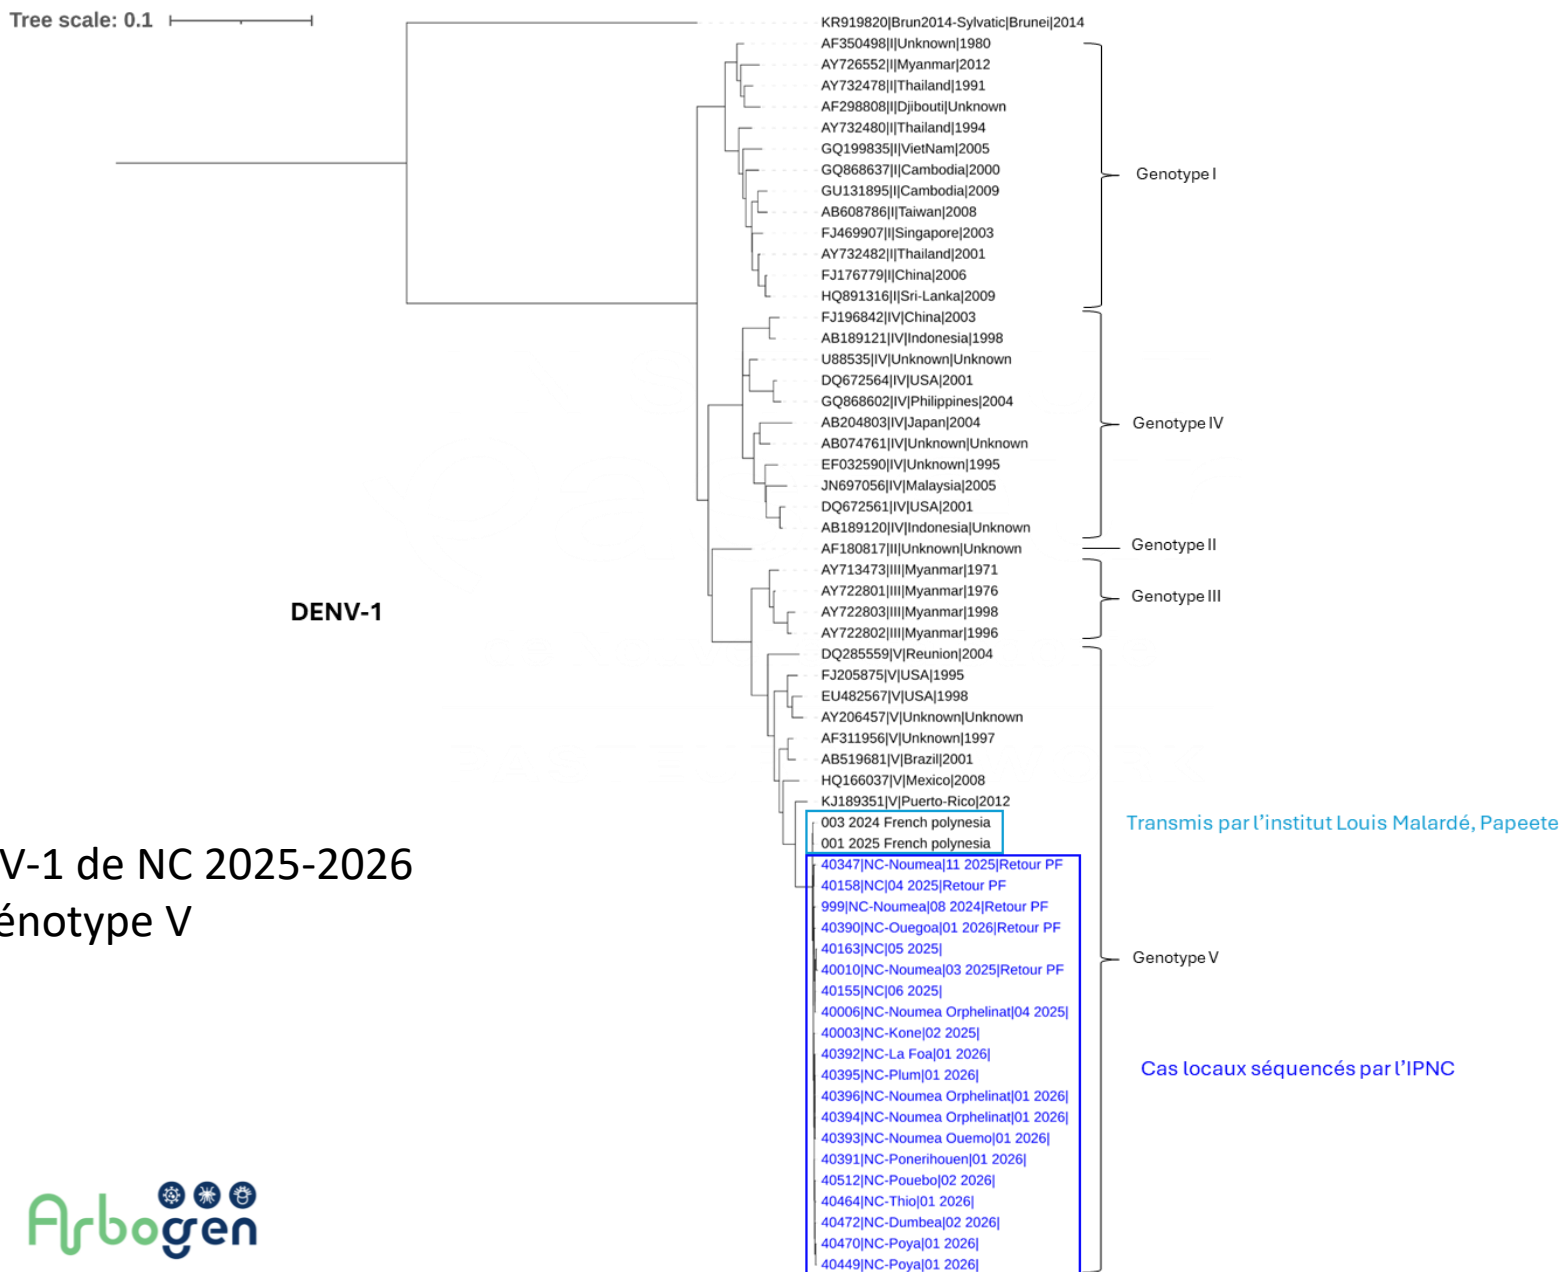 Tree scale: 0.1
KR919820|Brun2014-Sylvatic|Brunei|2014
AF350498|I|Unknown|1980
AY726552|I|Myanmar|2012
AY732478|I|Thailand|1991
AF298808|I|Djibouti|Unknown
AY732480|I|Thailand|1994
GQ199835|I|VietNam|2005
GQ868637|I|Cambodia|2000
Genotype I
GU131895|I|Cambodia|2009
AB608786|I|Taiwan|2008
FJ469907|I|Singapore|2003
AY732482|I|Thailand|2001
FJ176779|I|China|2006
HQ891316|I|Sri-Lanka|2009
FJ196842|IV|China|2003
AB189121|IV|Indonesia|1998
U88535|IV|Unknown|Unknown
DQ672564|IV|USA|2001
GQ868602|IV|Philippines|2004
AB204803|IV|Japan|2004
Genotype IV
AB074761|IV|Unknown|Unknown
EF032590|IV|Unknown|1995
JN697056|IV|Malaysia|2005
DQ672561|IV|USA|2001
AB189120|IV|Indonesia|Unknown
AF180817|II|Unknown|Unknown
Genotype II
AY713473|III|Myanmar|1971
AY722801|III|Myanmar|1976
Genotype III
AY722803|III|Myanmar|1998
DENV-1
AY722802|III|Myanmar|1996
DQ285559|V|Reunion|2004
FJ205875|V|USA|1995
EU482567|V|USA|1998
AY206457|V|Unknown|Unknown
AF311956|V|Unknown|1997
AB519681|V|Brazil|2001
HQ166037|V|Mexico|2008
KJ189351|V|Puerto-Rico|2012
003 2024 French polynesia
Transmis par l'institut Louis Malardé, Papeete
001 2025 French polynesia
40347|NC-Noumea|11 2025|Retour PF
V-1 de NC 2025-2026
40158|NC|04 2025|Retour PF
999|NC-Noumea|08 2024|Retour PF
énotype V
40390|NC-Ouegoa|01 2026|Retour PF
40163|NC|05 2025|
Genotype V
40010|NC-Noumea|03 2025|Retour PF
40155|NC|06 2025|
40006|NC-Noumea Orphelinat|04 2025|
40003|NC-Kone|02 2025|
40392|NC-La Foa|01 2026|
Cas locaux séquencés par l'IPNC
40395|NC-Plum|01 2026|
40396|NC-Noumea Orphelinat|01 2026|
40394|NC-Noumea Orphelinat|01 2026|
40393|NC-Noumea Ouemo|01 2026|
40391|NC-Ponerihouen|01 2026|
40512|NC-Pouebo|02 2026|
40464|NC-Thio|01 2026|
40472|NC-Dumbea|02 2026|
40470|NC-Poya|01 2026|
40449|NC-Poya|01 2026|
Arbogen